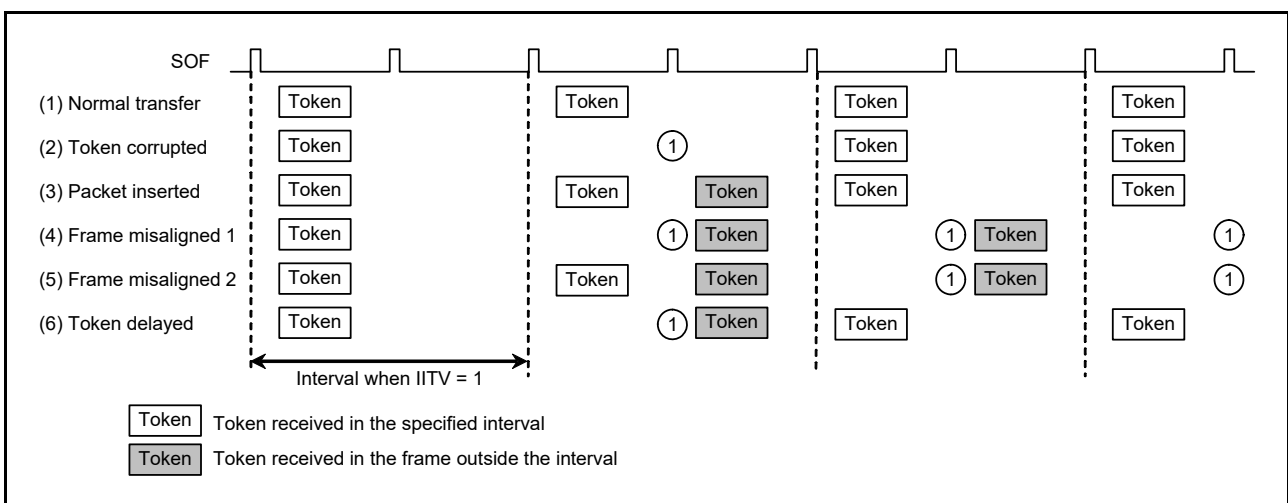 SOF
(1) Normal transfer Token Token Token Token
(2) Token corrupted Token 1 Token Token
(3) Packet inserted Token Token Token Token Token
(4) Frame misaligned 1 Token 1 Token 1 Token 1
(5) Frame misaligned 2 Token Token Token 1 Token 1
(6) Token delayed Token 1 Token Token Token
Interval when IITV = 1
Token Token received in the specified interval
Token Token received in the frame outside the interval